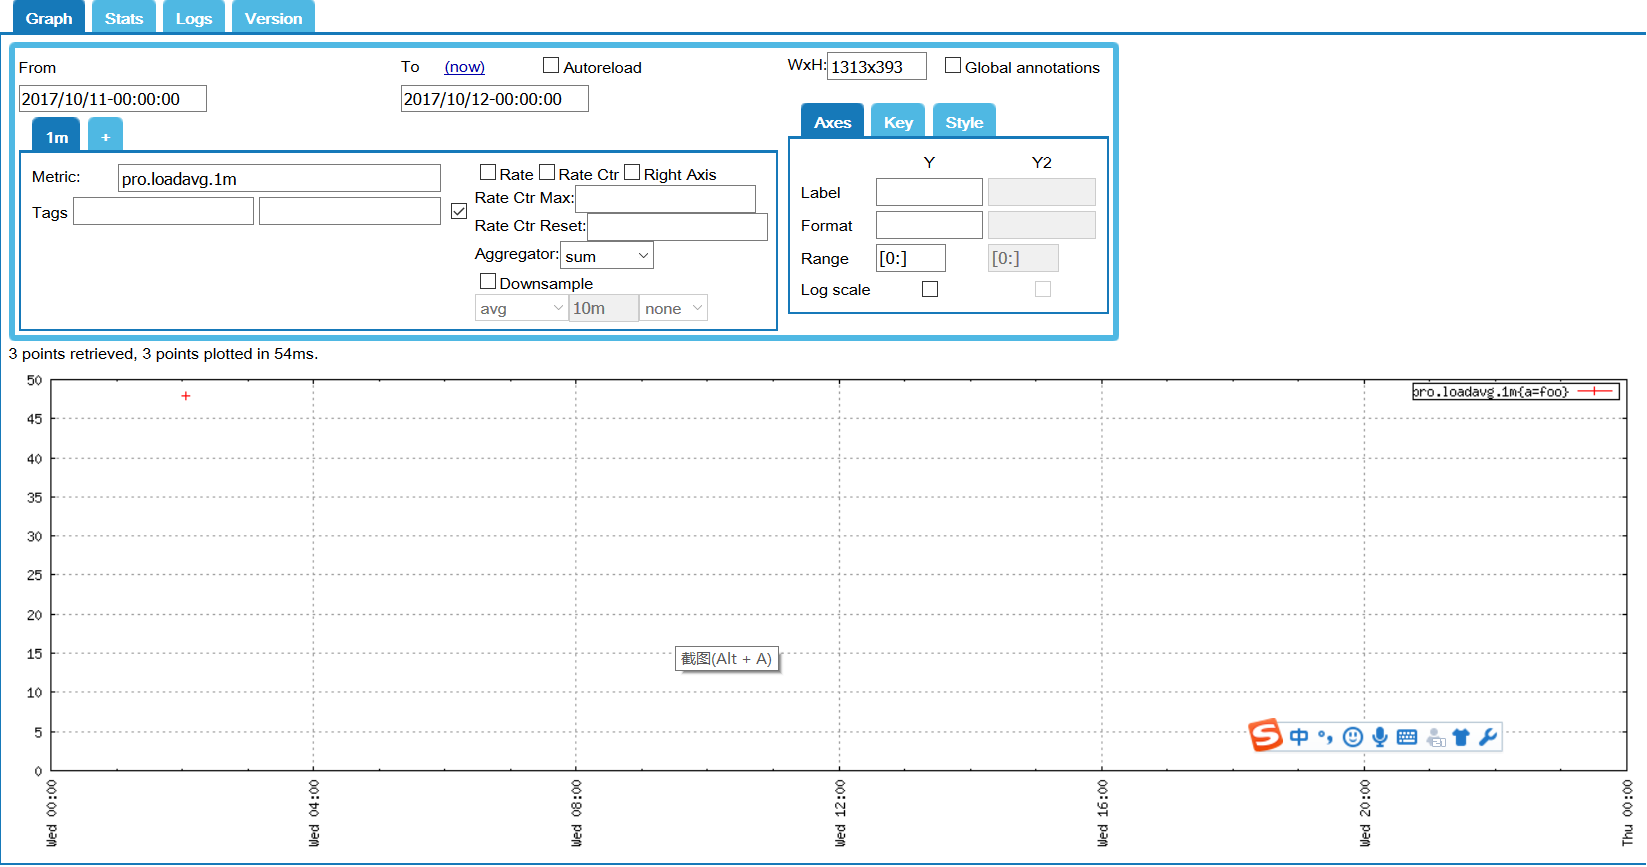 Graph Stats Logs Version
From To (now) Autoreload WxH: 1313x393 Global annotations
2017/10/11-00:00:00 2017/10/12-00:00:00
1m + Axes Key Style
Metric: pro.loadavg.1m Rate Rate Ctr Right Axis
Tags Rate Ctr Max:
Rate Ctr Reset:
Aggregator: sum
Downsample
avg 10m none
Y Y2
Label
Format
Range [0:] [0:]
Log scale
3 points retrieved, 3 points plotted in 54ms.
pro.loadavg.1m{a=foo}
50
45
40
35
30
25
20
15
10
5
0
截图(Alt + A)
S 中 °,
Wed 00:00 Wed 04:00 Wed 08:00 Wed 12:00 Wed 16:00 Wed 20:00 Thu 00:00